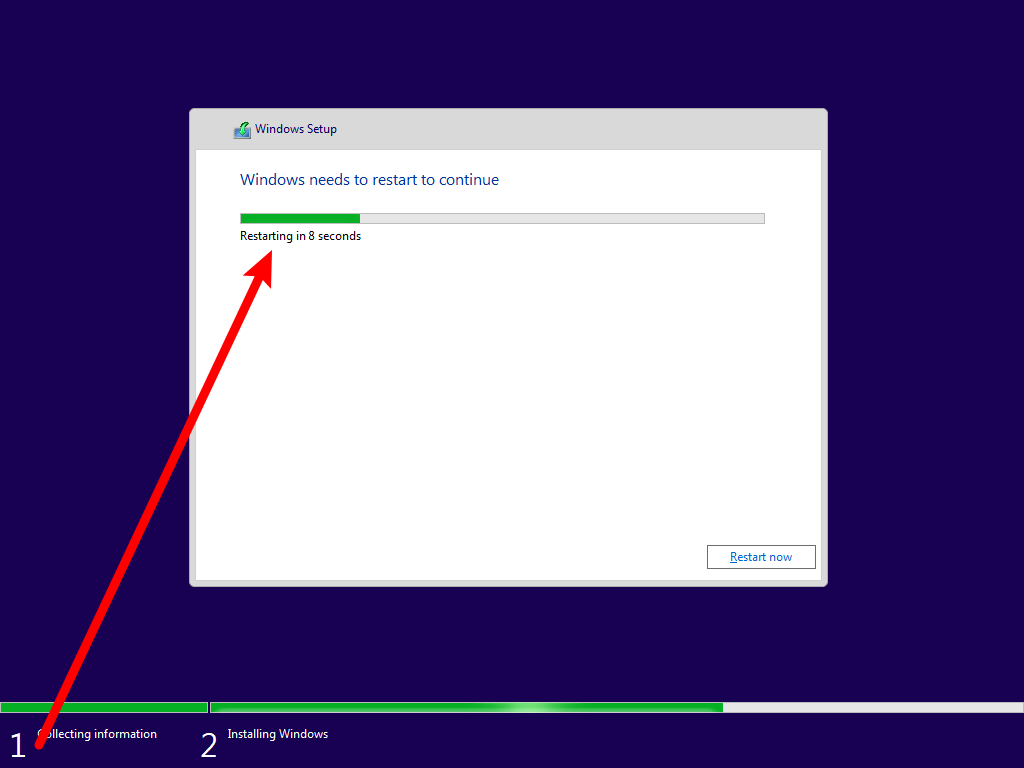 Windows Setup
Windows needs to restart to continue
Restarting in 8 seconds
Restart now
1 Collecting information
2 Installing Windows